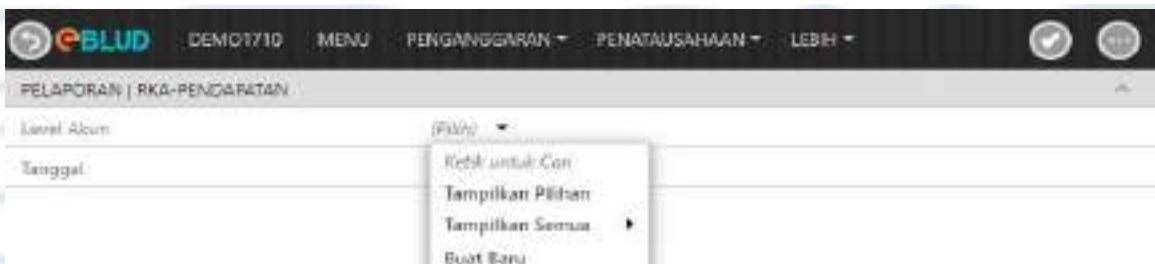 eBLUD DEMO1710 MENU PENGANGGARAN PENATAUSAHAAN LEBIH
PELAPORAN | RKA-PENDAPATAN
Level Akun (Pilih)
Tanggal
Ketik untuk Cari
Tampilkan Pilihan
Tampilkan Semua
Buat Baru